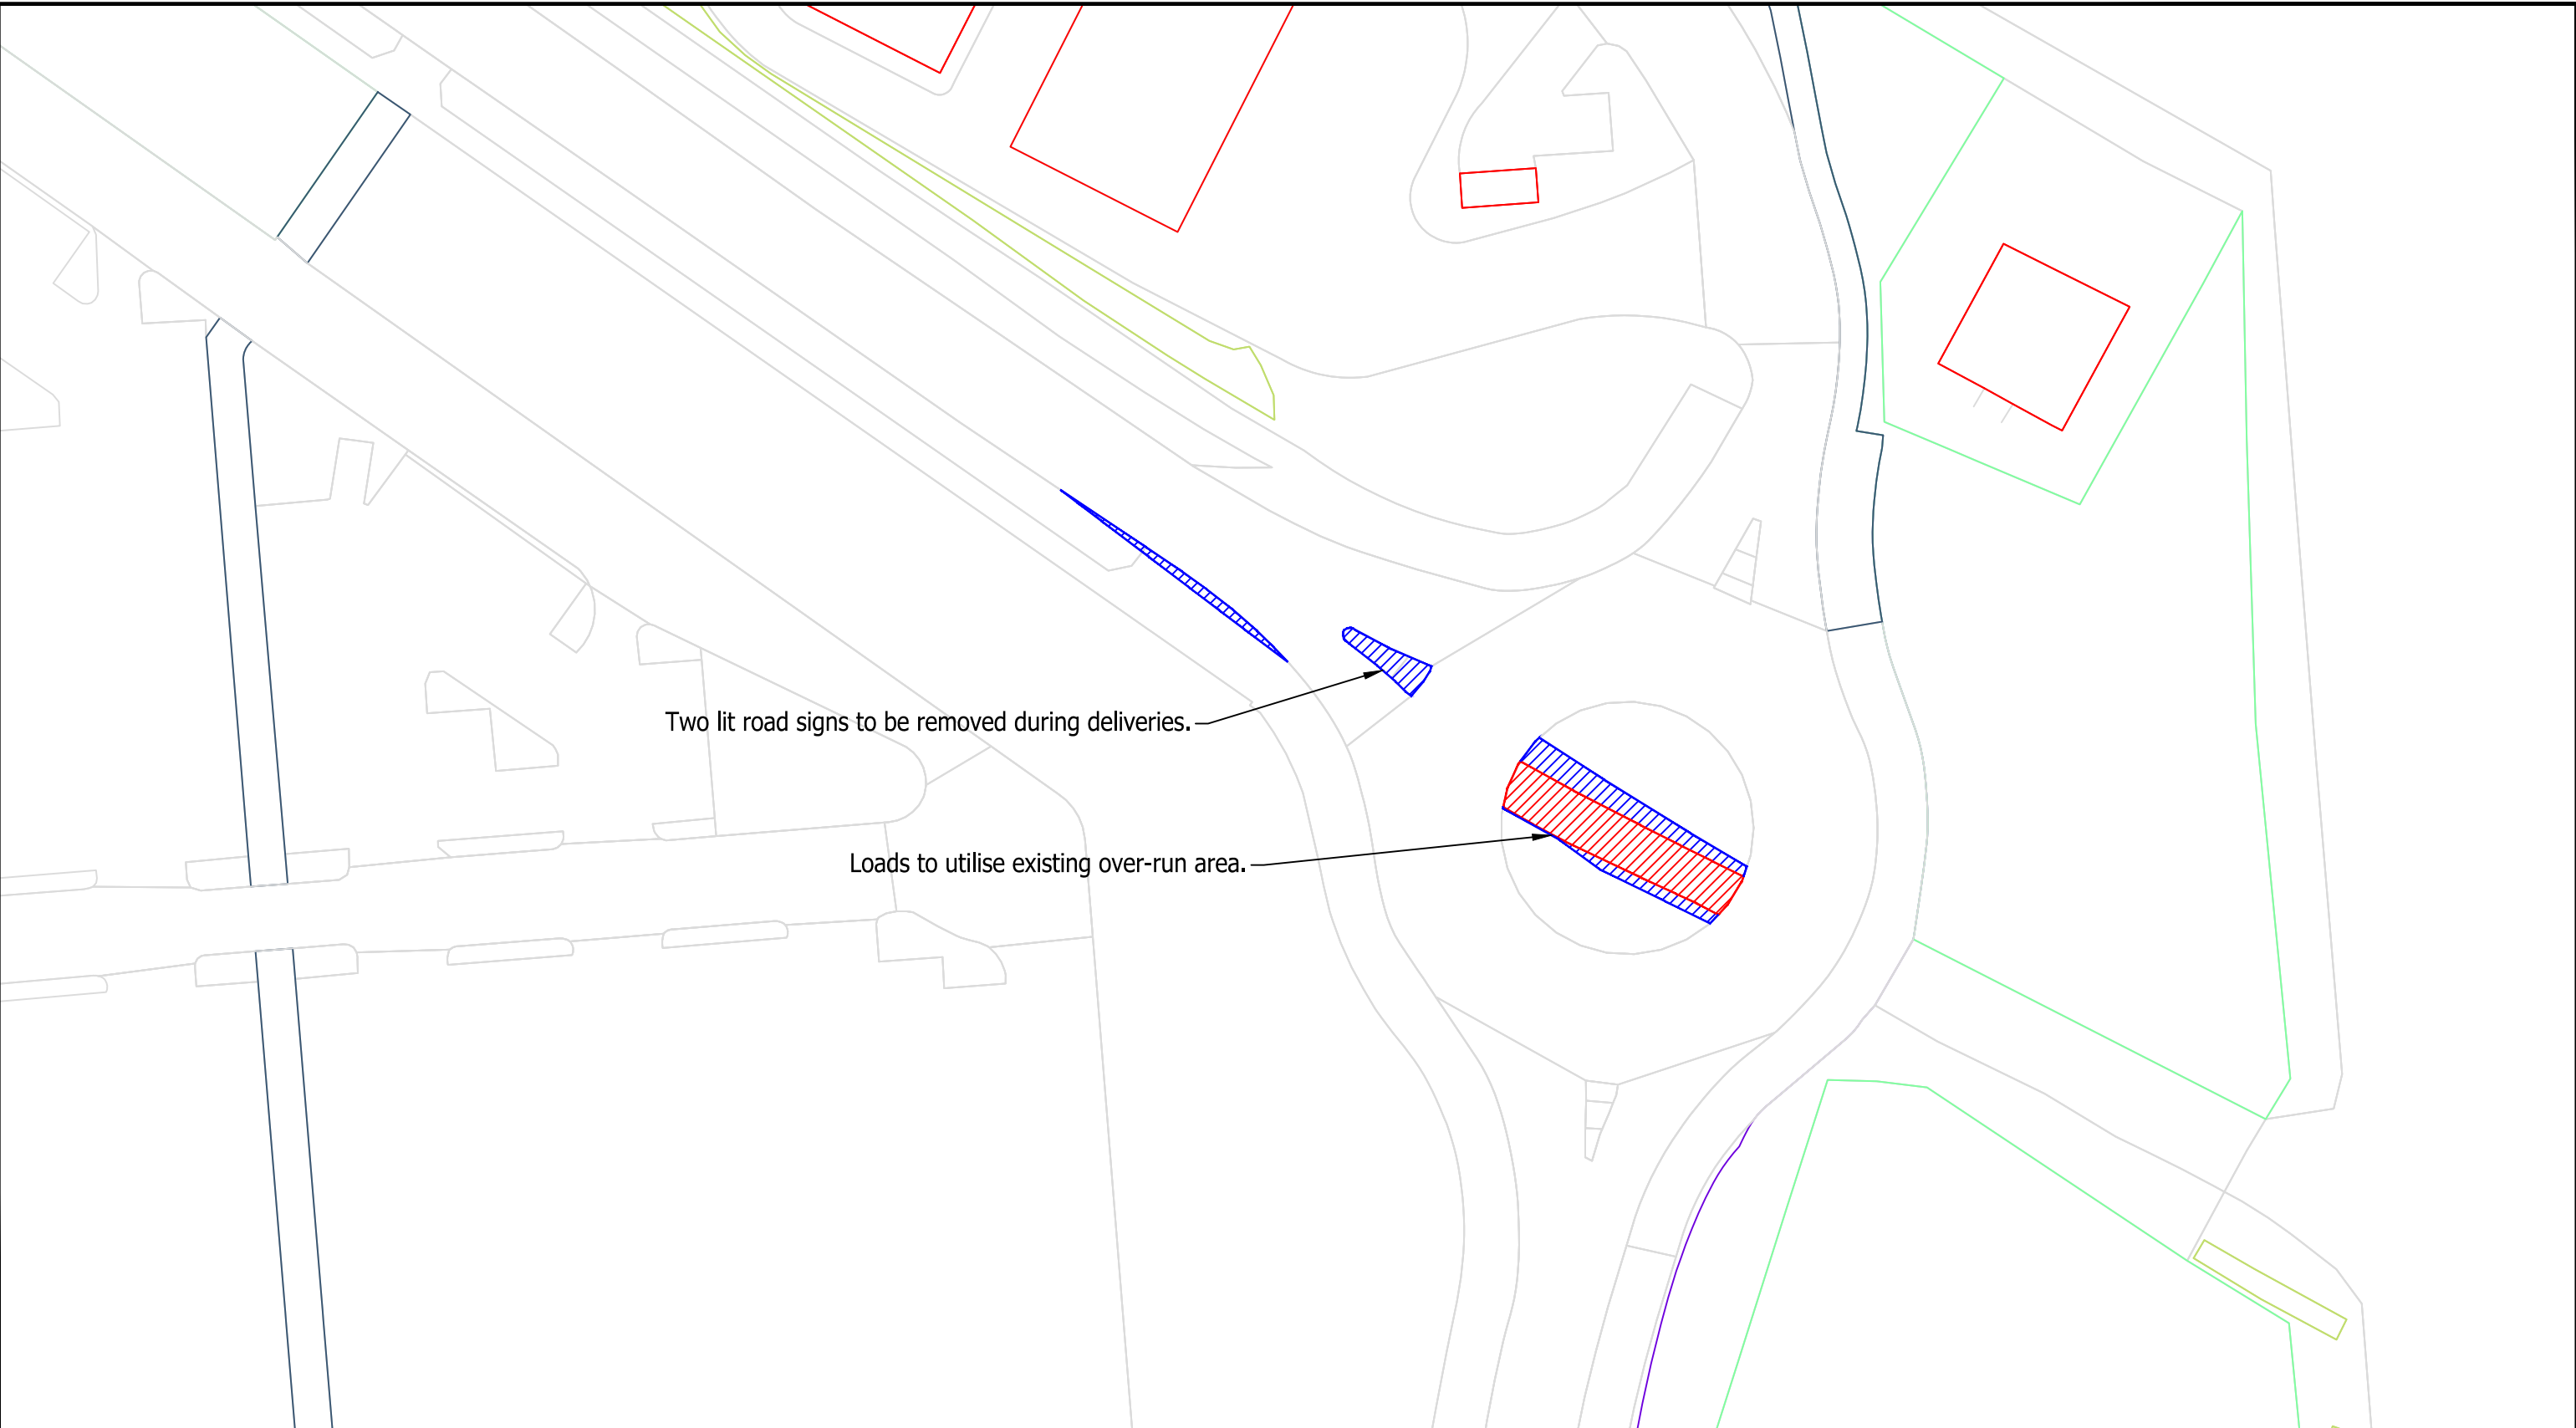 Two lit road signs to be removed during deliveries.
Loads to utilise existing over-run area.